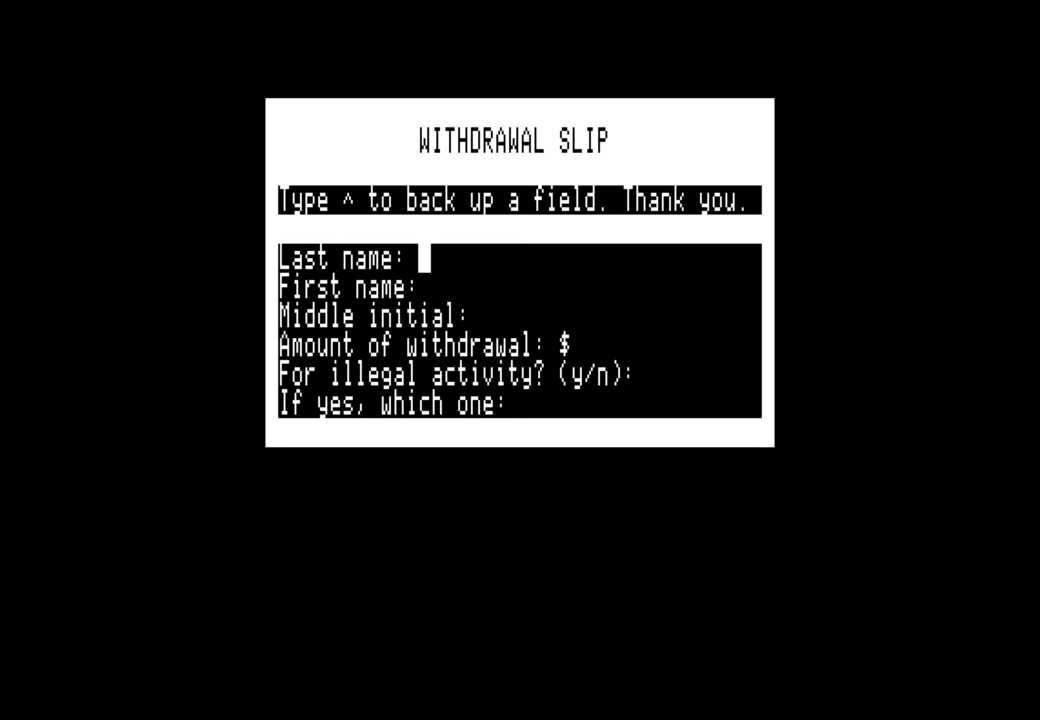 WITHDRAWAL SLIP
Type ^ to back up a field. Thank you.
Last name:
First name:
Middle initial:
Amount of withdrawal: $
For illegal activity? (y/n):
If yes, which one: